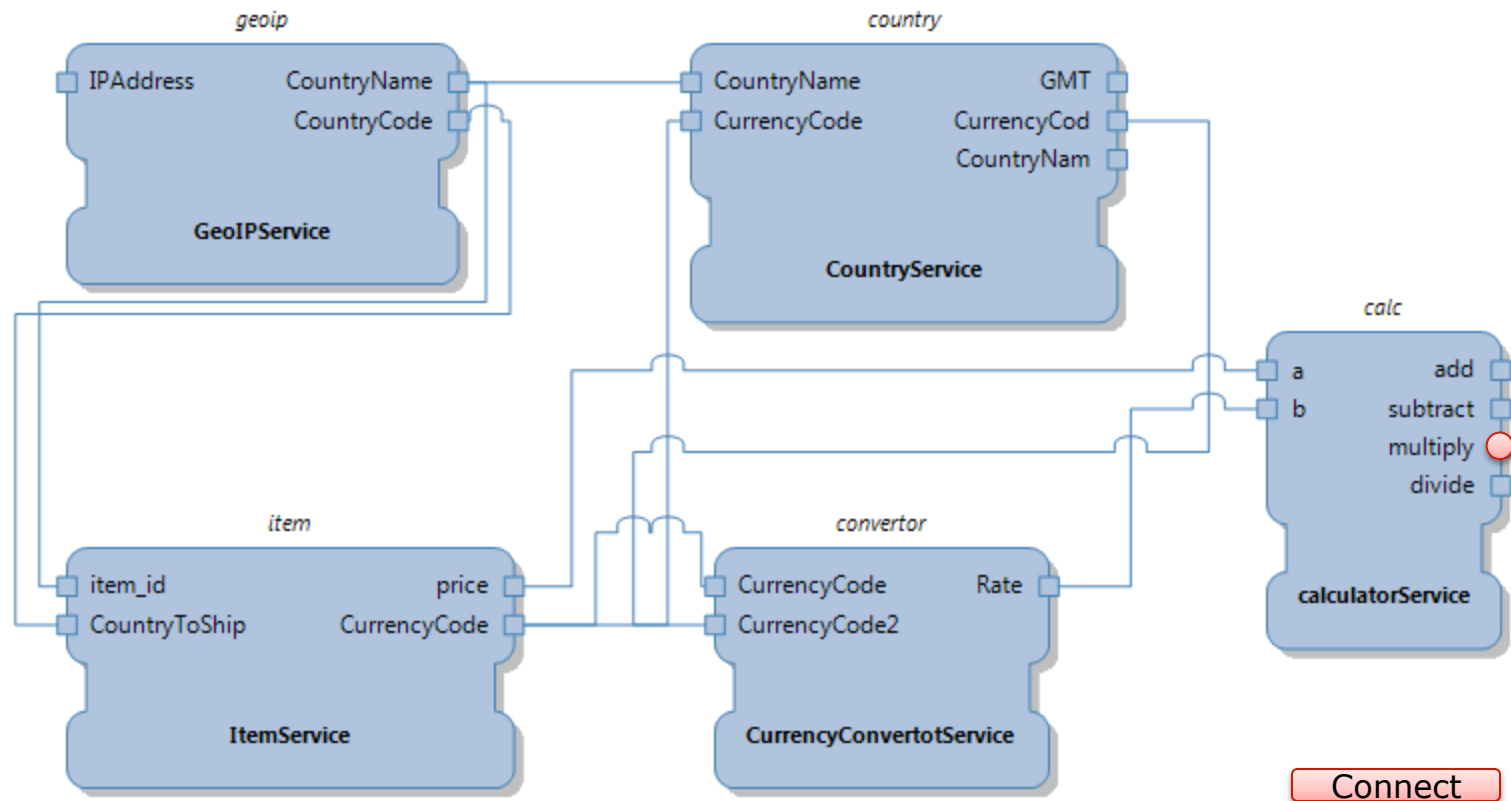 geoip
IPAddress CountryName
CountryCode
GeoIPService
country
CountryName GMT
CurrencyCode CurrencyCod
CountryNam
CountryService
calc
a add
b subtract
multiply
divide
calculatorService
item
item_id price
CountryToShip CurrencyCode
ItemService
convertor
CurrencyCode Rate
CurrencyCode2
CurrencyConvertotService
Connect